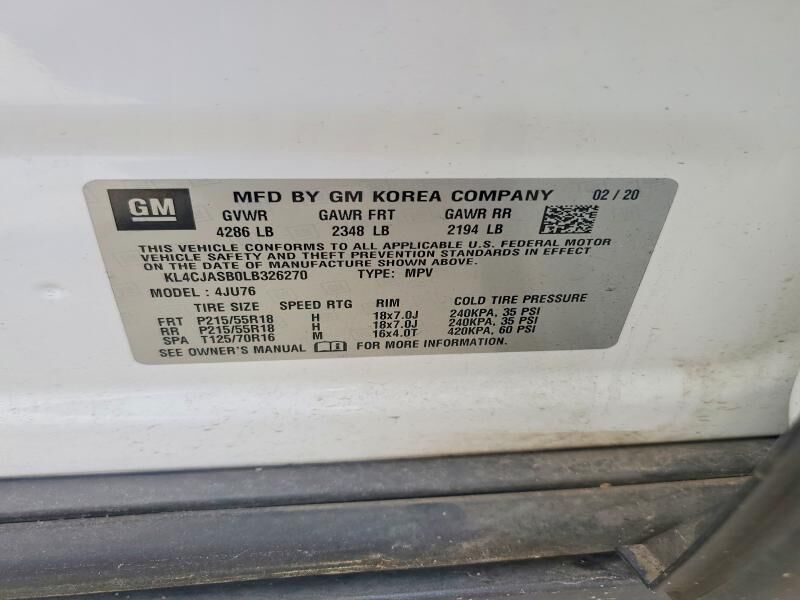 GM MFD BY GM KOREA COMPANY 02 / 20
GVWR GAWR FRT GAWR RR
4286 LB 2348 LB 2194 LB
THIS VEHICLE CONFORMS TO ALL APPLICABLE U.S. FEDERAL MOTOR
VEHICLE SAFETY AND THEFT PREVENTION STANDARDS IN EFFECT
ON THE DATE OF MANUFACTURE SHOWN ABOVE.
KL4CJASB0LB326270 TYPE: MPV
MODEL : 4JU76
TIRE SIZE SPEED RTG RIM COLD TIRE PRESSURE
FRT P215/55R18 H 18x7.0J 240KPA, 35 PSI
RR P215/55R18 H 18x7.0J 240KPA, 35 PSI
SPA T125/70R16 M 16x4.0T 420KPA, 60 PSI
SEE OWNER'S MANUAL FOR MORE INFORMATION.